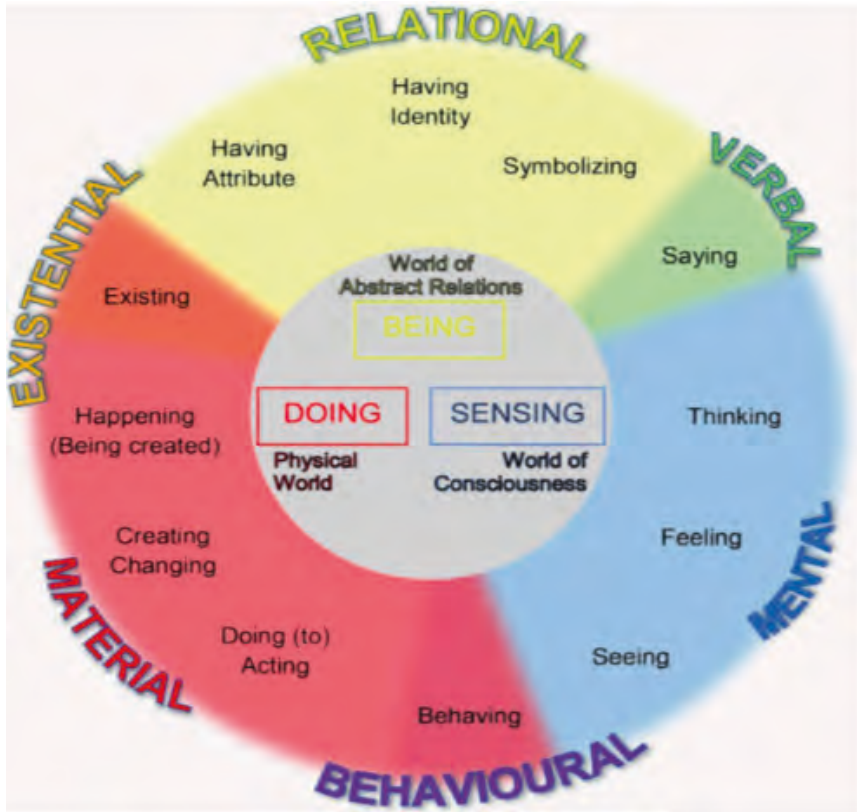 RELATIONAL
Having
Identity
Having
Attribute
Symbolizing
VERBAL
Saying
EXISTENTIAL
Existing
World of
Abstract Relations
BEING
DOING
Physical
World
SENSING
World of
Consciousness
Happening
(Being created)
Thinking
Creating
Changing
Feeling
MENTAL
MATERIAL
Doing (to)
Acting
Seeing
Behaving
BEHAVIOURAL